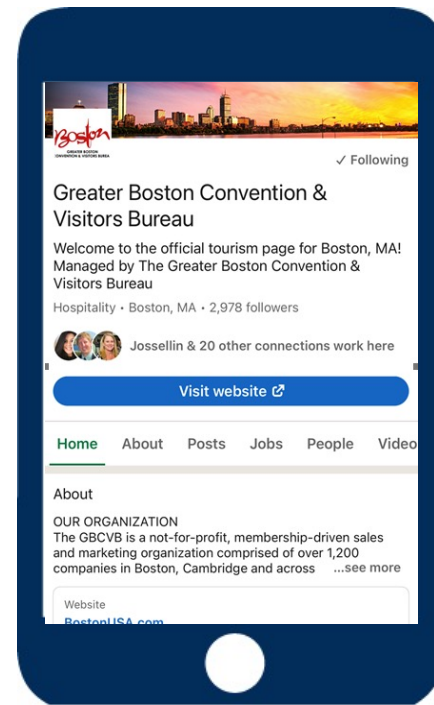 Boston
GREATER BOSTON
CONVENTION & VISITORS BUREAU
✓ Following
Greater Boston Convention &
Visitors Bureau
Welcome to the official tourism page for Boston, MA!
Managed by The Greater Boston Convention &
Visitors Bureau
Hospitality • Boston, MA • 2,978 followers
Jossellin & 20 other connections work here
Visit website
Home About Posts Jobs People Video
About
OUR ORGANIZATION
The GBCVB is a not-for-profit, membership-driven sales
and marketing organization comprised of over 1,200
companies in Boston, Cambridge and across ...see more
Website
BostonUSA.com